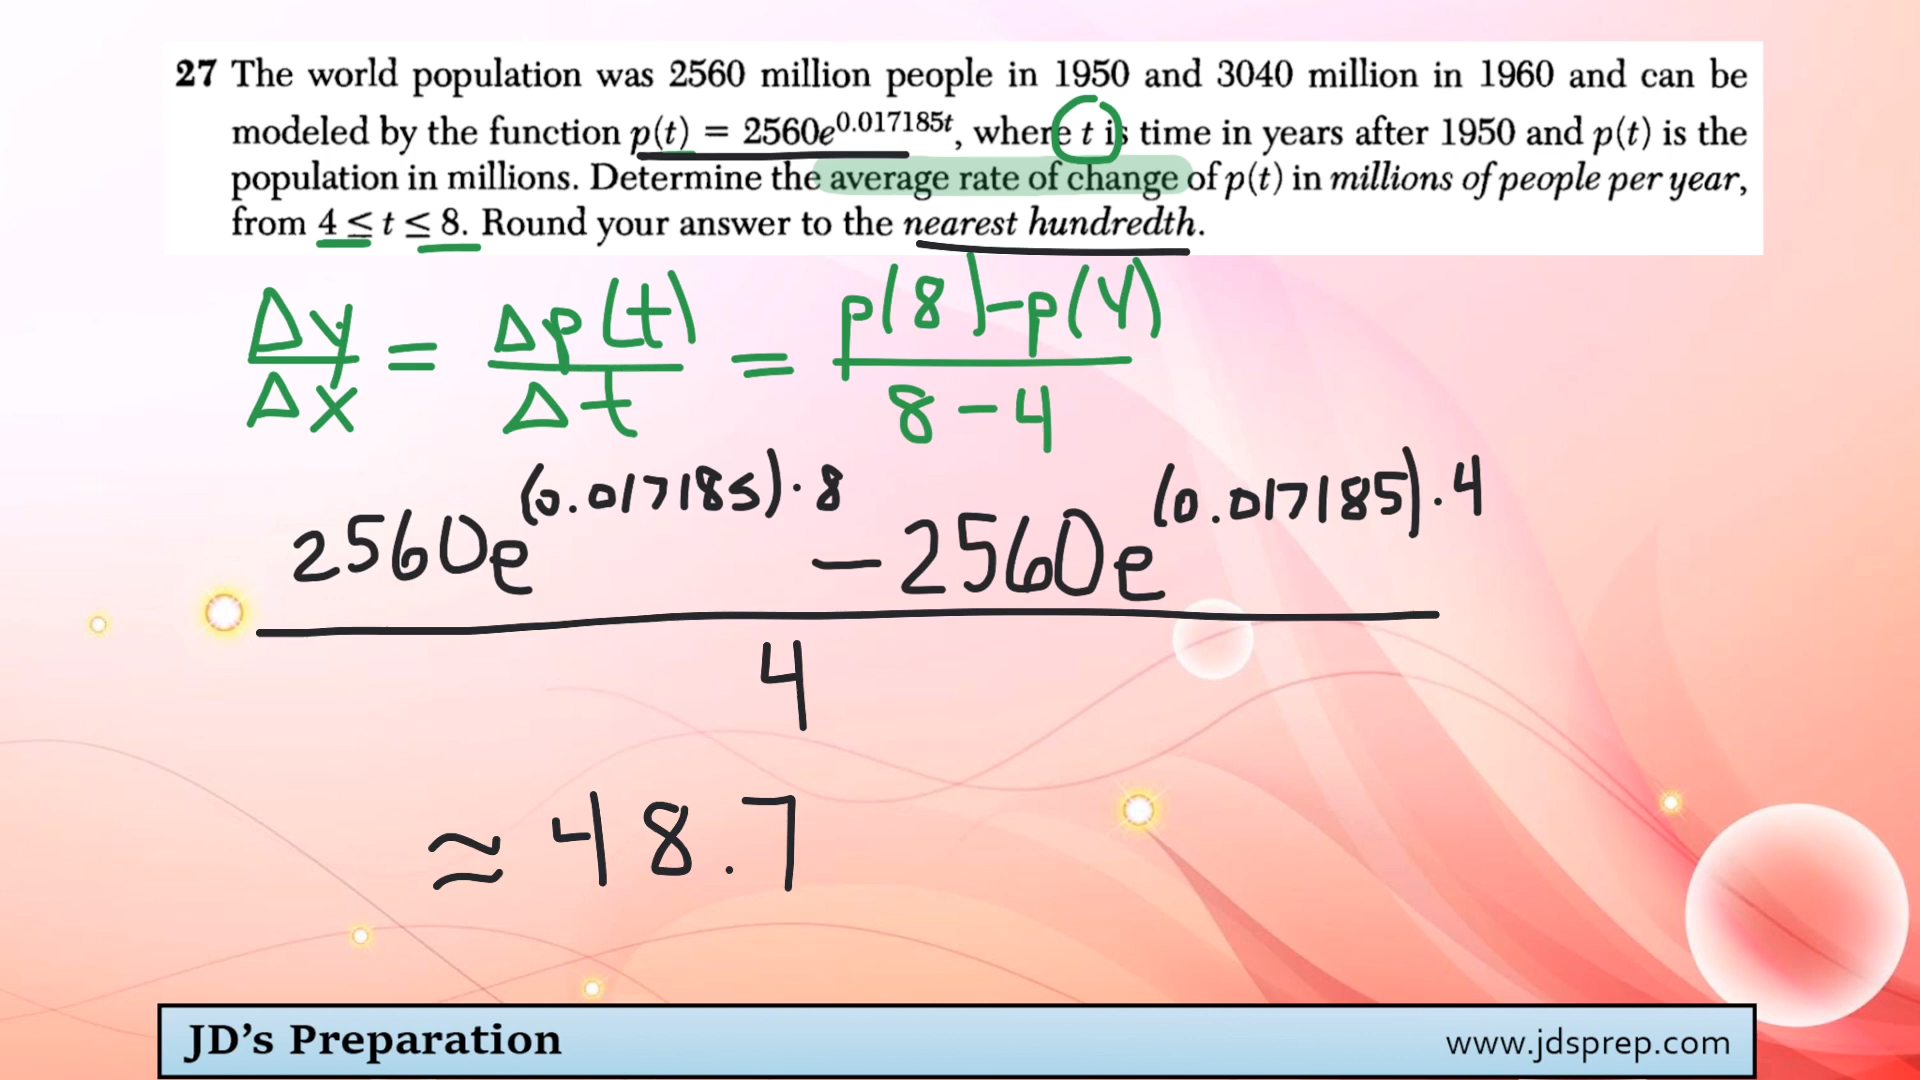 27 The world population was 2560 million people in 1950 and 3040 million in 1960 and can be
modeled by the function p(t) = 2560e^0.017185t, where t is time in years after 1950 and p(t) is the
population in millions. Determine the average rate of change of p(t) in millions of people per year,
from 4 ≤ t ≤ 8. Round your answer to the nearest hundredth.
Δy/Δx = Δp(t)/Δt = p(8)-p(4)/8-4
2560e^(0.017185)·8 - 2560e^(0.017185)·4
4
≈ 48.7
JD's Preparation
www.jdsprep.com